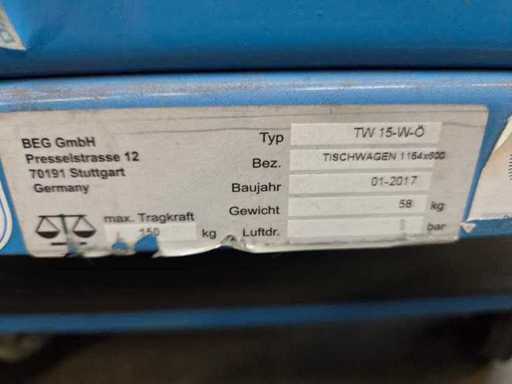 BEG GmbH
Presselstrasse 12
70191 Stuttgart
Germany
max. Tragkraft
kg
Typ TW 15-W-Ö
Bez. TISCHWAGEN 1164x600
Baujahr 01-2017
Gewicht 58 kg
Luftdr. bar